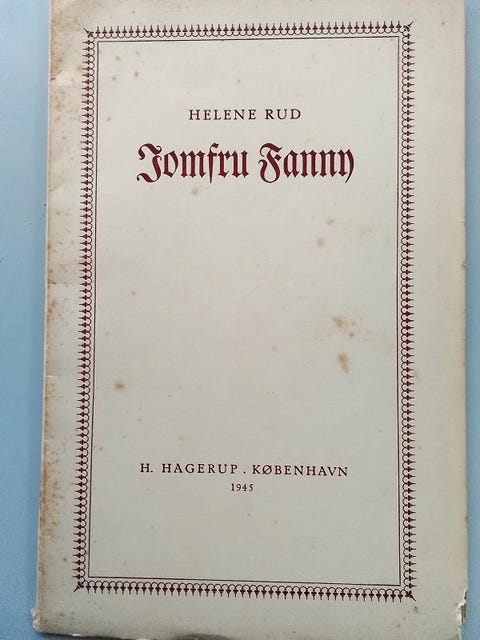 HELENE RUD
Jomfru Fanny
H. HAGERUP . KØBENHAVN
1945